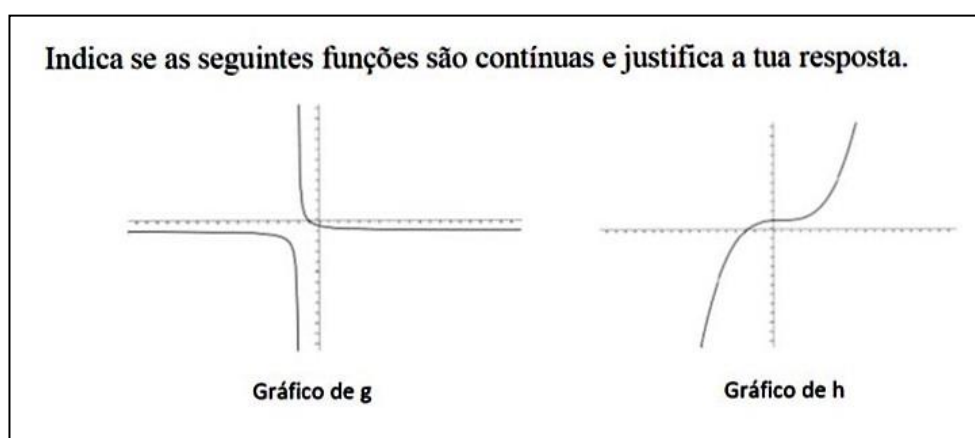 Indica se as seguintes funções são contínuas e justifica a tua resposta.
Gráfico de g
Gráfico de h